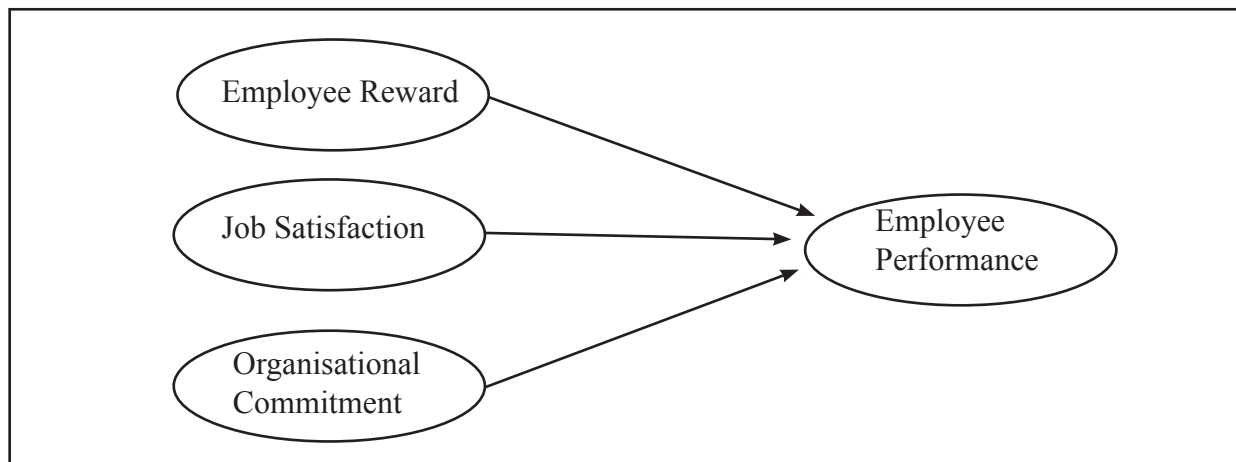 Employee Reward
Job Satisfaction
Organisational
Commitment
Employee
Performance